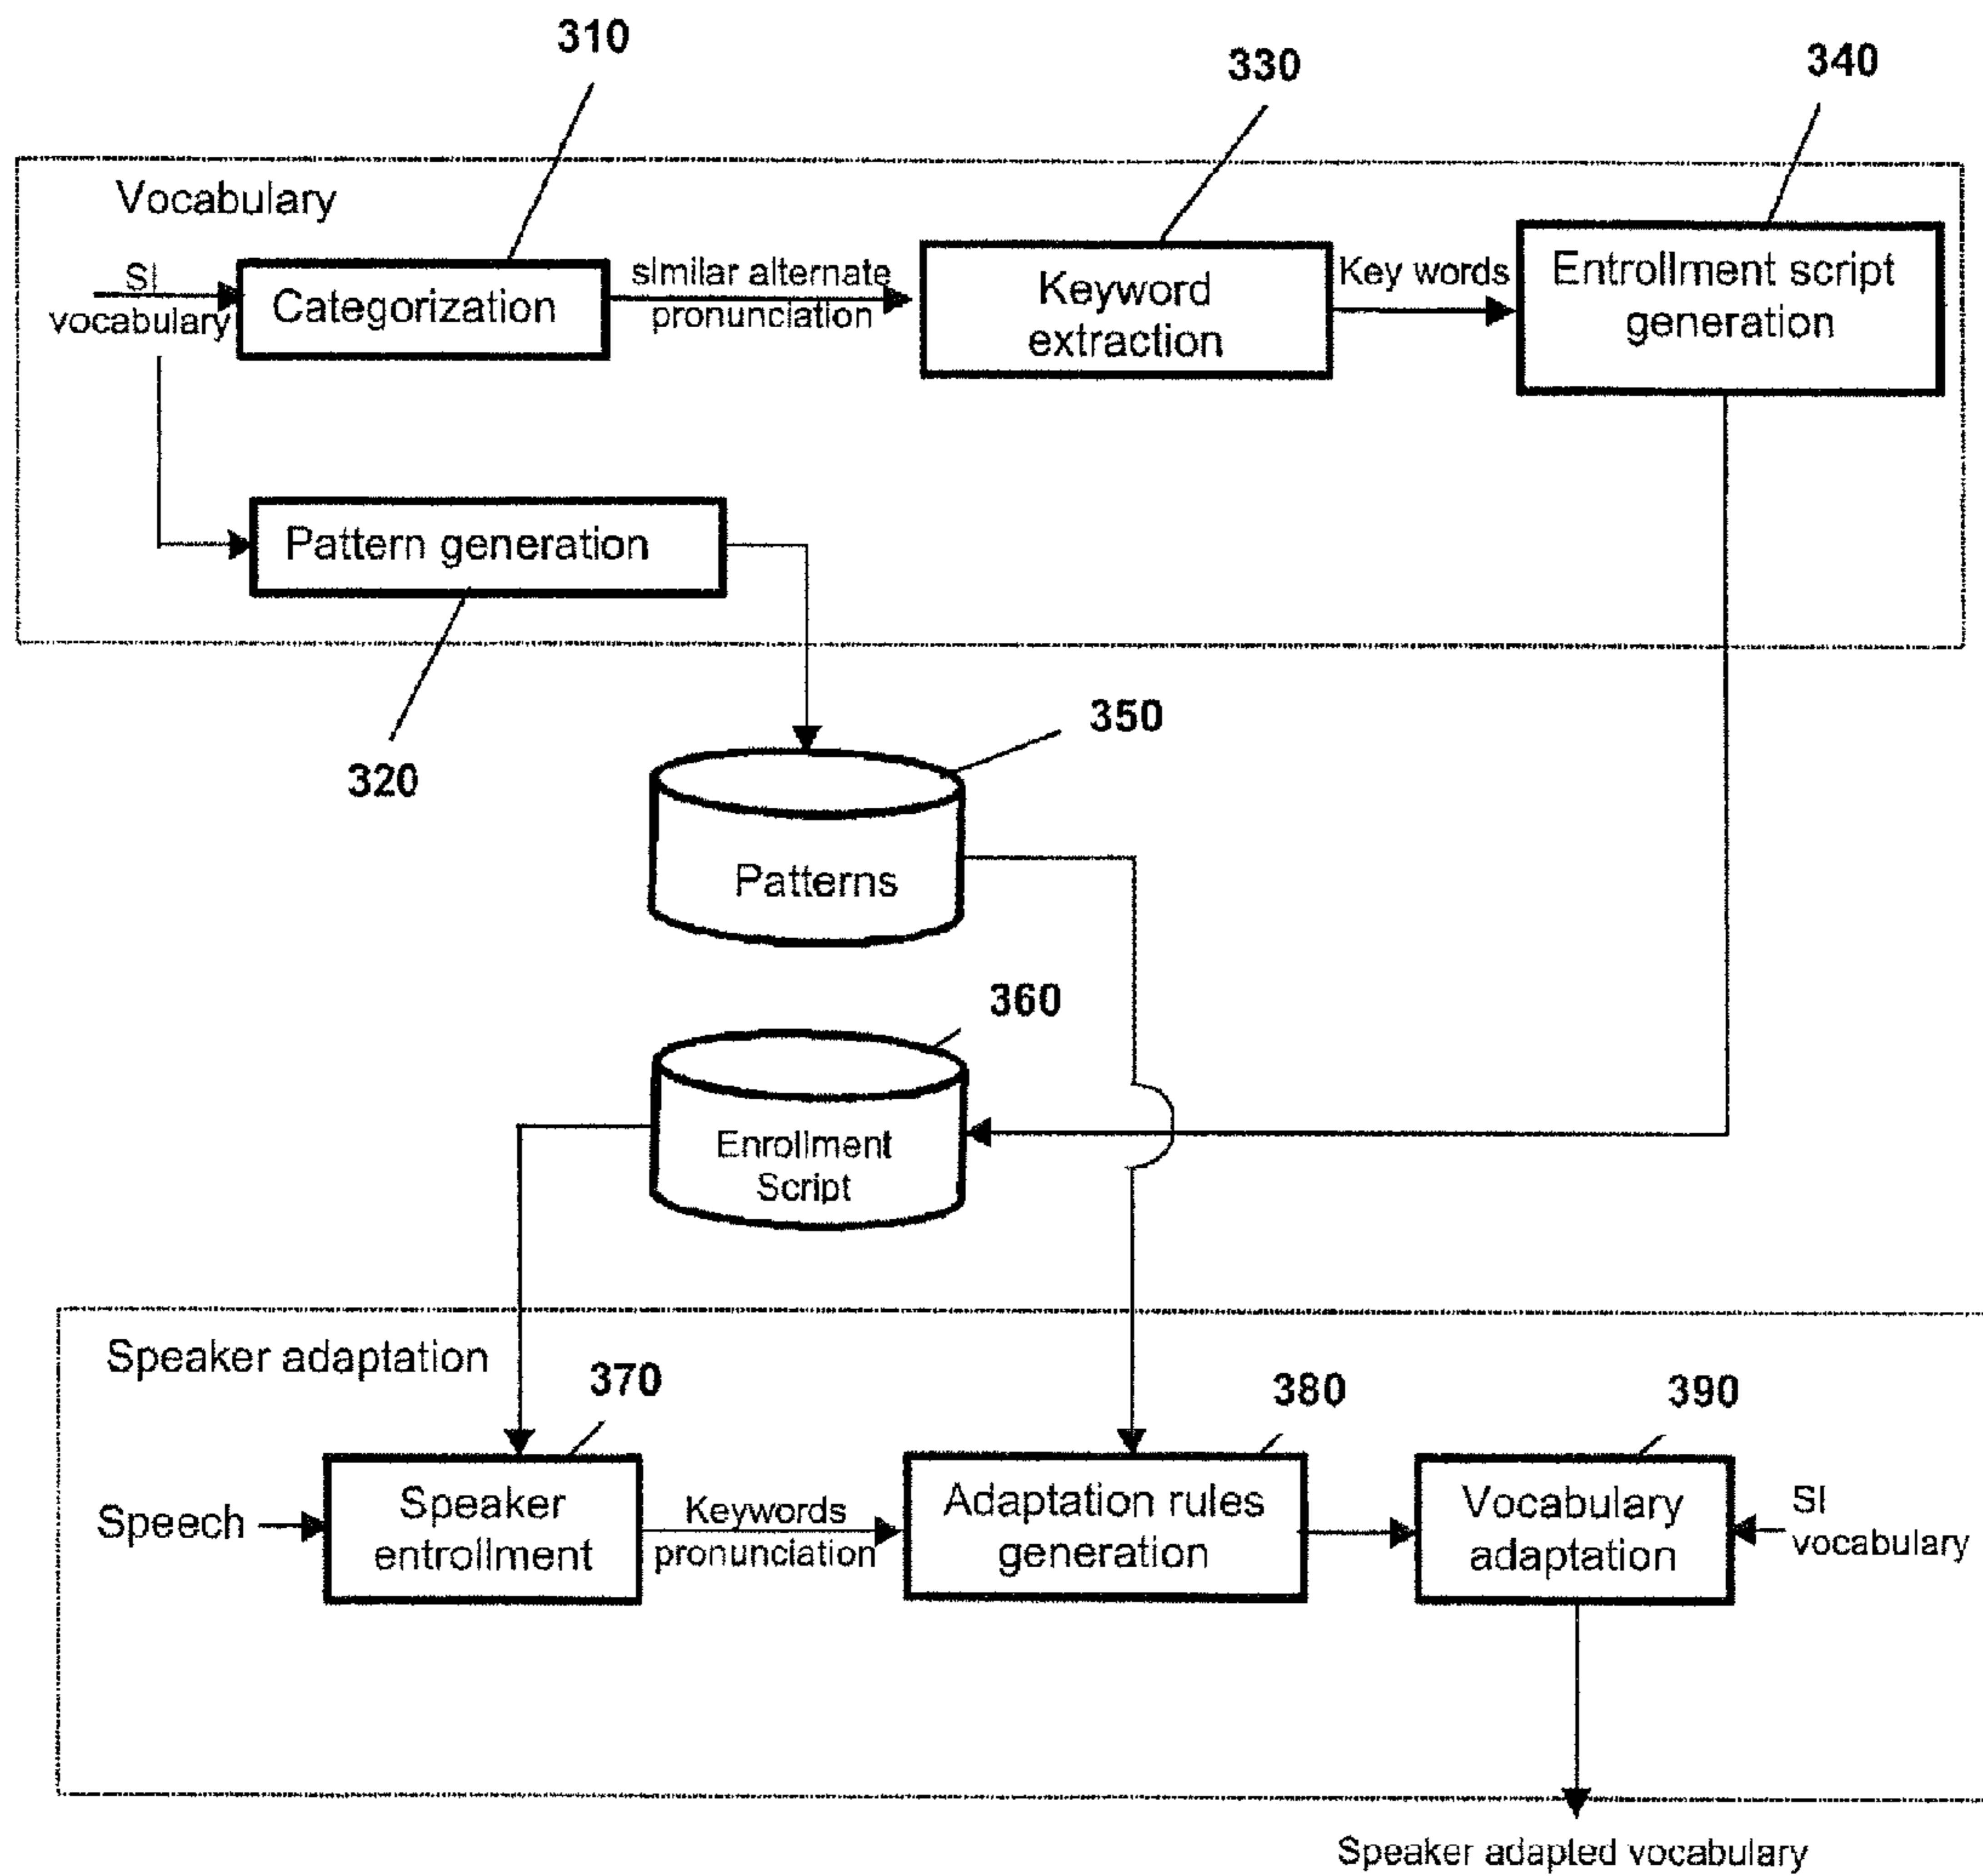 310
330
340
Vocabulary
SI
vocabulary
Categorization
similar alternate
pronunciation
Keyword
extraction
Key words
Entrollment script
generation
Pattern generation
320
350
Patterns
360
Enrollment
Script
Speaker adaptation
370
380
390
Speech
Speaker
entrollment
Keywords
pronunciation
Adaptation rules
generation
Vocabulary
adaptation
SI
vocabulary
Speaker adapted vocabulary